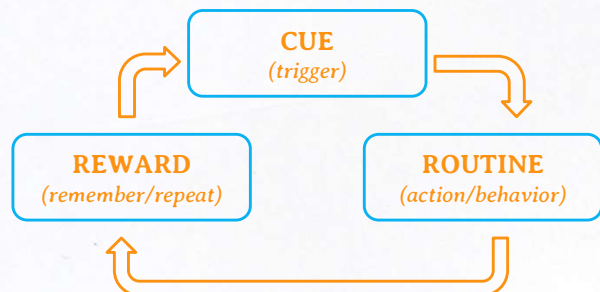 CUE
(trigger)
REWARD
(remember/repeat)
ROUTINE
(action/behavior)